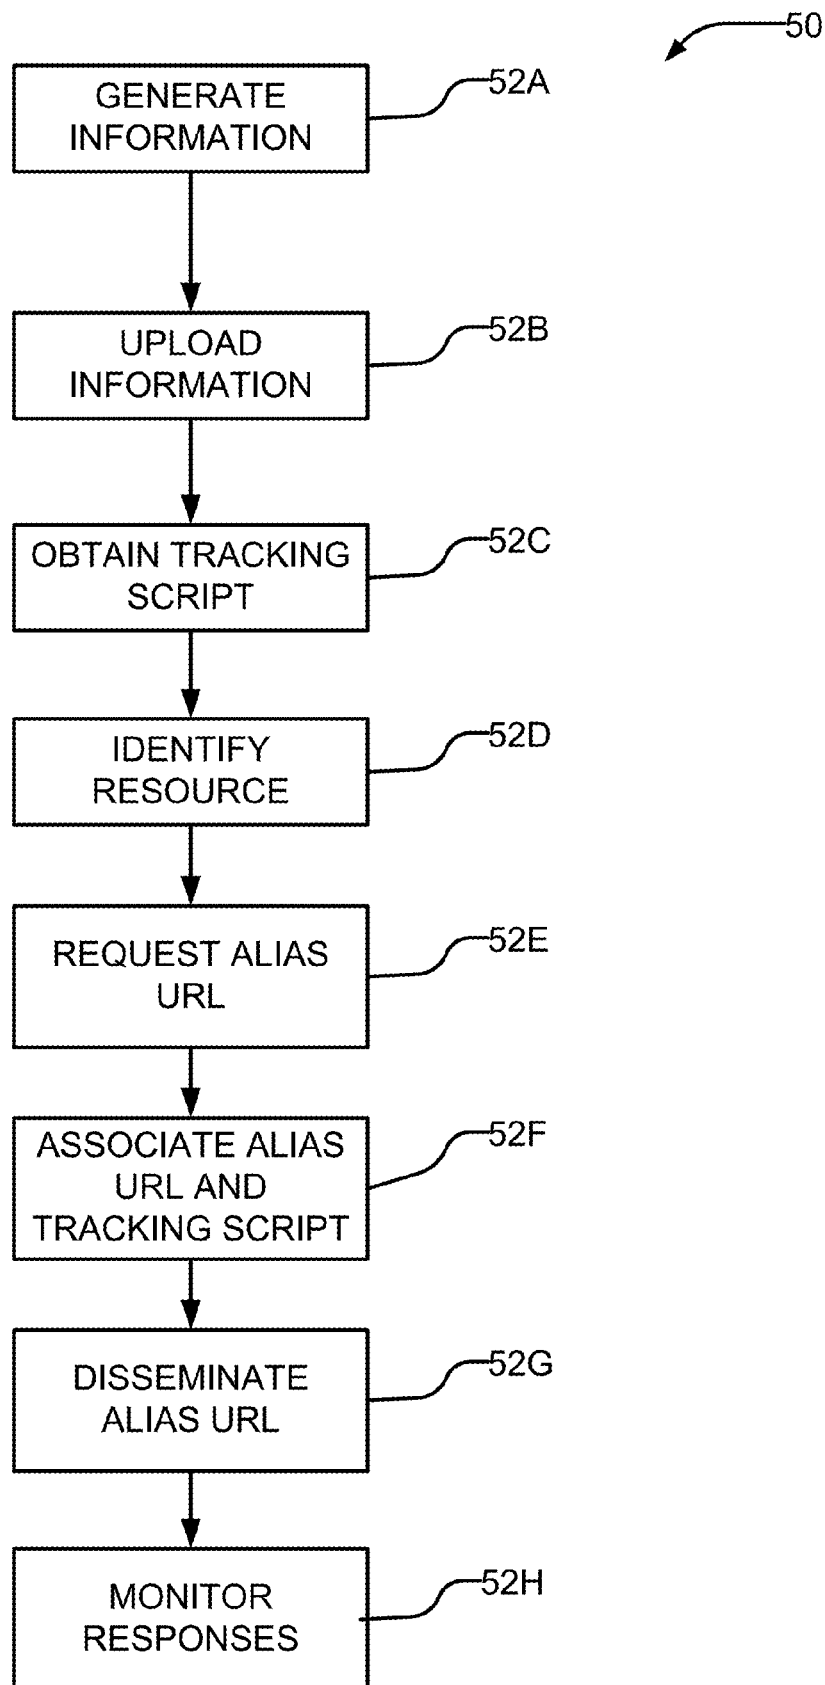 50
GENERATE
INFORMATION
52A
UPLOAD
INFORMATION
52B
OBTAIN TRACKING
SCRIPT
52C
IDENTIFY
RESOURCE
52D
REQUEST ALIAS
URL
52E
ASSOCIATE ALIAS
URL AND
TRACKING SCRIPT
52F
DISSEMINATE
ALIAS URL
52G
MONITOR
RESPONSES
52H